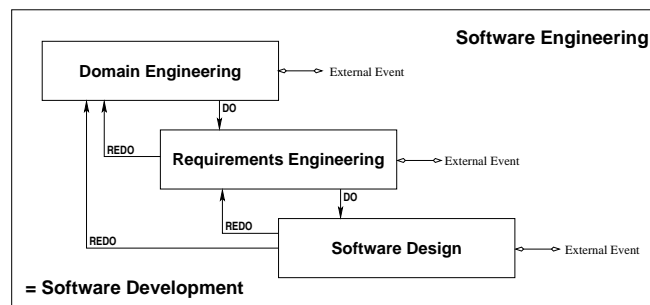 Software Engineering
Domain Engineering
External Event
DO
REDO
Requirements Engineering
External Event
DO
REDO
REDO
Software Design
External Event
= Software Development